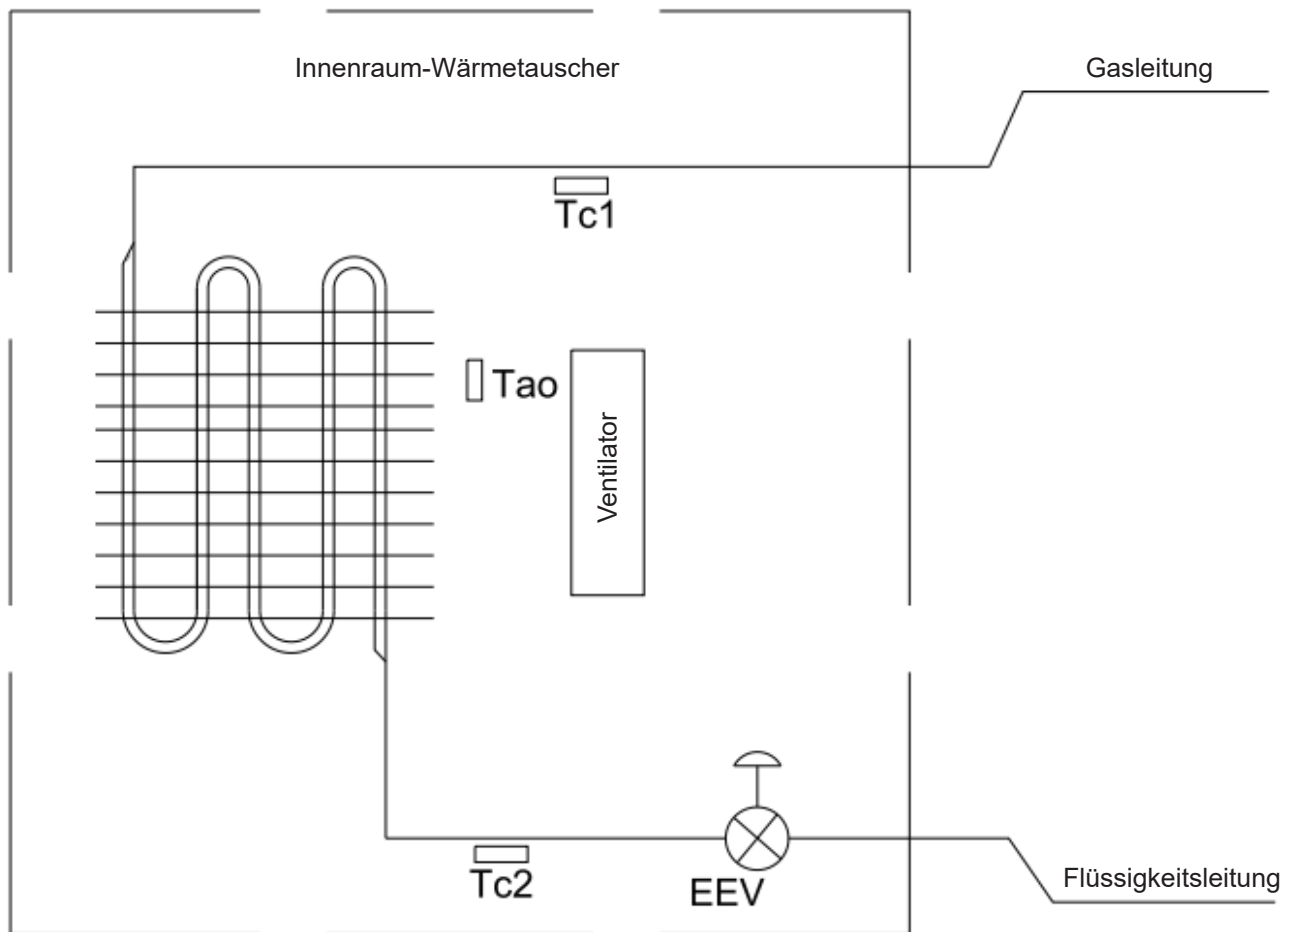 Innenraum-Wärmetauscher
Gasleitung
Tc1
Tao
Ventilator
Tc2
EEV
Flüssigkeitsleitung